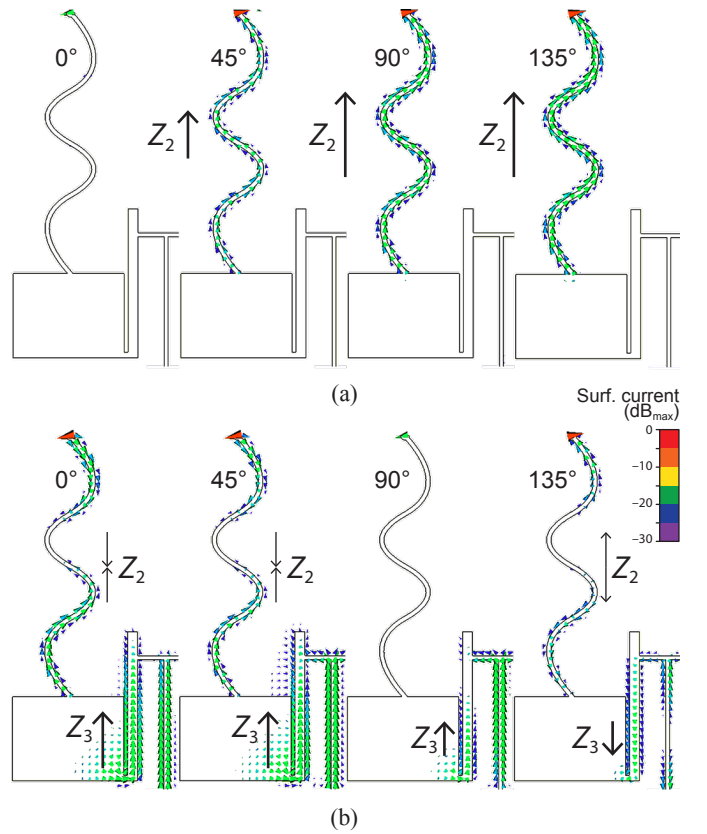 0° 45° 90° 135°
Z2 Z2 Z2
(a)
Surf. current
(dBmax)
0
−10
−20
−30
0° 45° 90° 135°
Z2 Z2 Z2
Z3 Z3 Z3 Z3
(b)